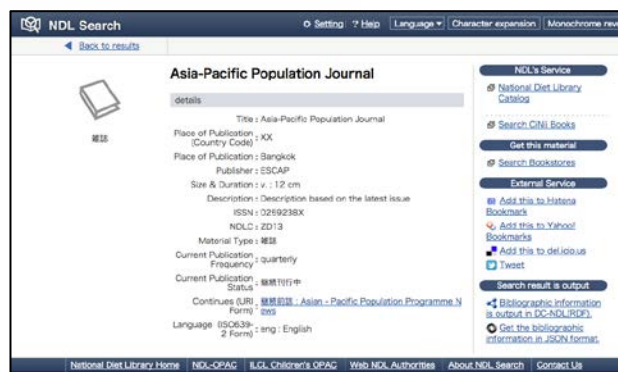 NDL Search
Setting ? Help Language▼ Character expansion Monochrome reve
Back to results
Asia-Pacific Population Journal
雑誌
details
Title : Asia-Pacific Population Journal
Place of Publication (Country Code) : XX
Place of Publication : Bangkok
Publisher : ESCAP
Size & Duration : v. ; 12 cm
Description : Description based on the latest issue
ISSN : 0259238X
NDLC : ZD13
Material Type : 雑誌
Current Publication Frequency : quarterly
Current Publication Status : 継続刊行中
Continues (URI Form) : 継続前誌 : Asian - Pacific Population Programme News
Language (ISO639-2 Form) : eng : English
NDL's Service
National Diet Library
Catalog
Search CiNii Books
Get this material
Search Bookstores
External Service
Add this to Hatena
Bookmark
Add this to Yahoo!
Bookmarks
Add this to del.icio.us
Tweet
Search result is output
Bibliographic information
is output in DC-NDL(RDF).
Get the bibliographic
information in JSON format.
National Diet Library Home NDL-OPAC ILCL Children's OPAC Web NDL Authorities About NDL Search Contact Us